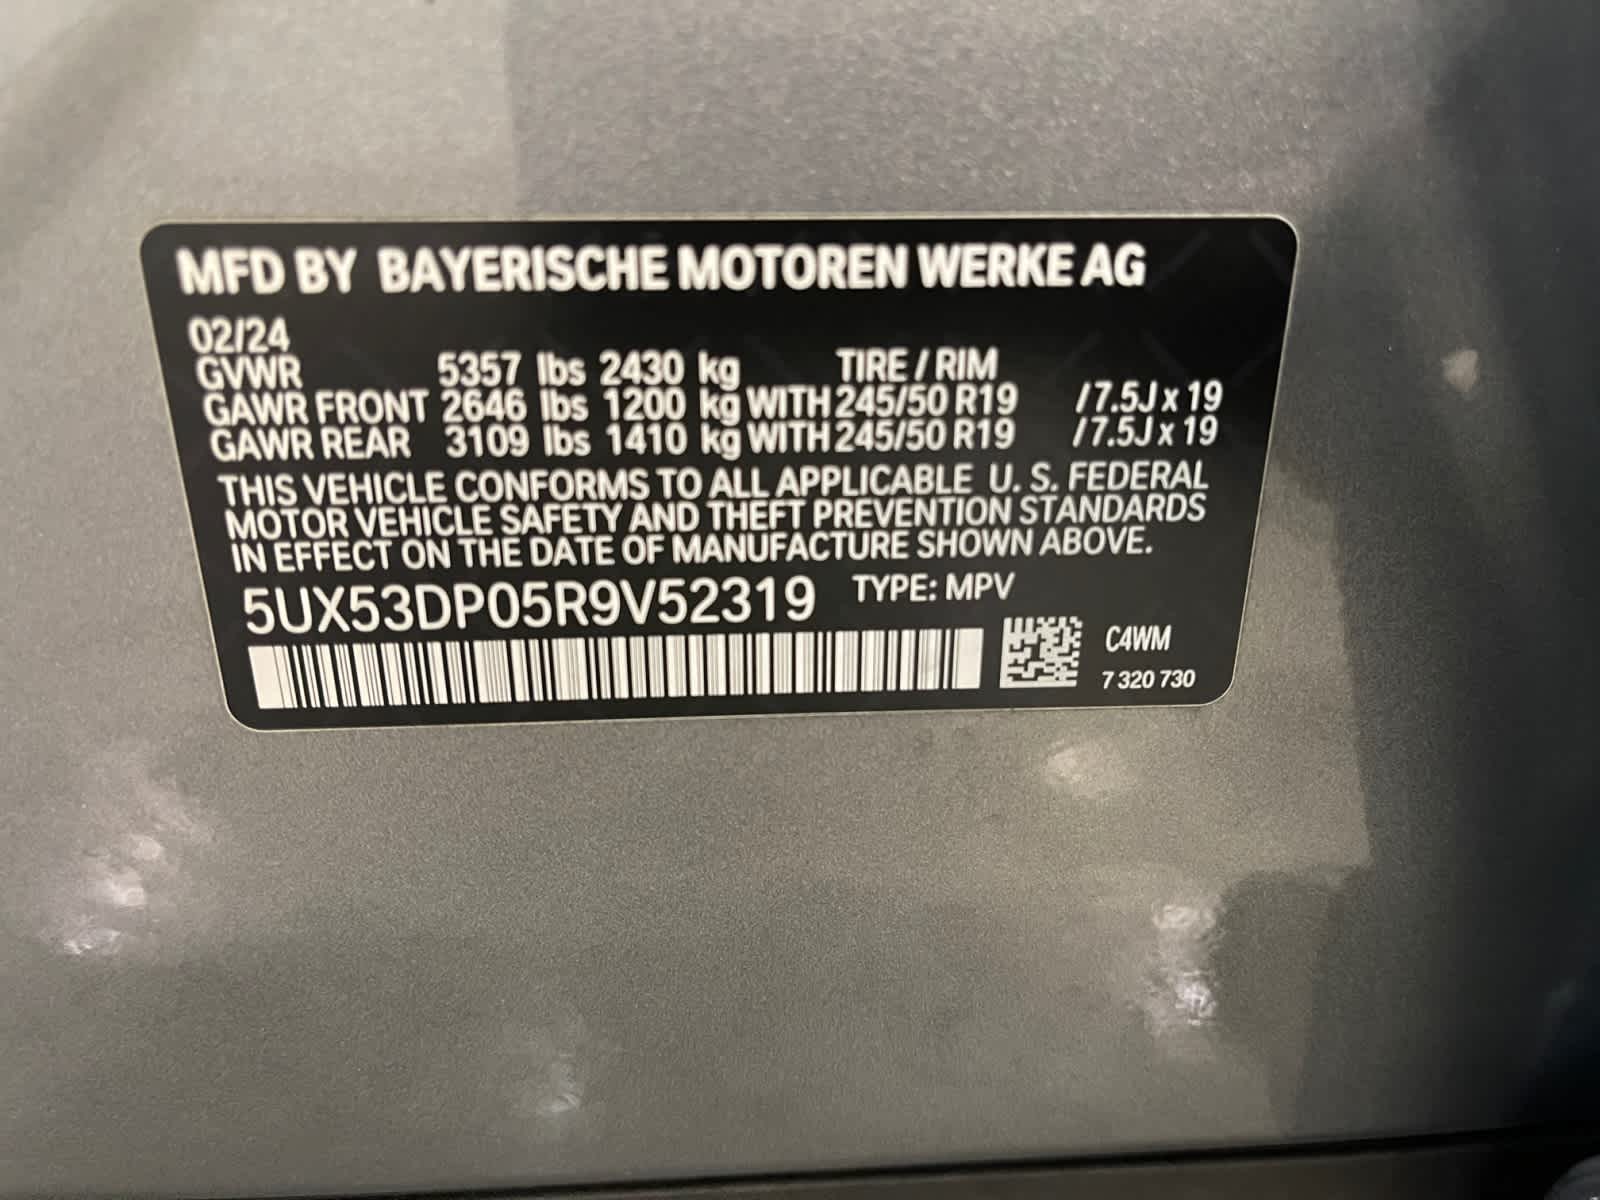 MFD BY BAYERISCHE MOTOREN WERKE AG
02/24
GVWR 5357 lbs 2430 kg TIRE / RIM
GAWR FRONT 2646 lbs 1200 kg WITH 245/50 R19 / 7.5J x 19
GAWR REAR 3109 lbs 1410 kg WITH 245/50 R19 / 7.5J x 19
THIS VEHICLE CONFORMS TO ALL APPLICABLE U. S. FEDERAL
MOTOR VEHICLE SAFETY AND THEFT PREVENTION STANDARDS
IN EFFECT ON THE DATE OF MANUFACTURE SHOWN ABOVE.
5UX53DP05R9V52319 TYPE: MPV
C4WM
7 320 730